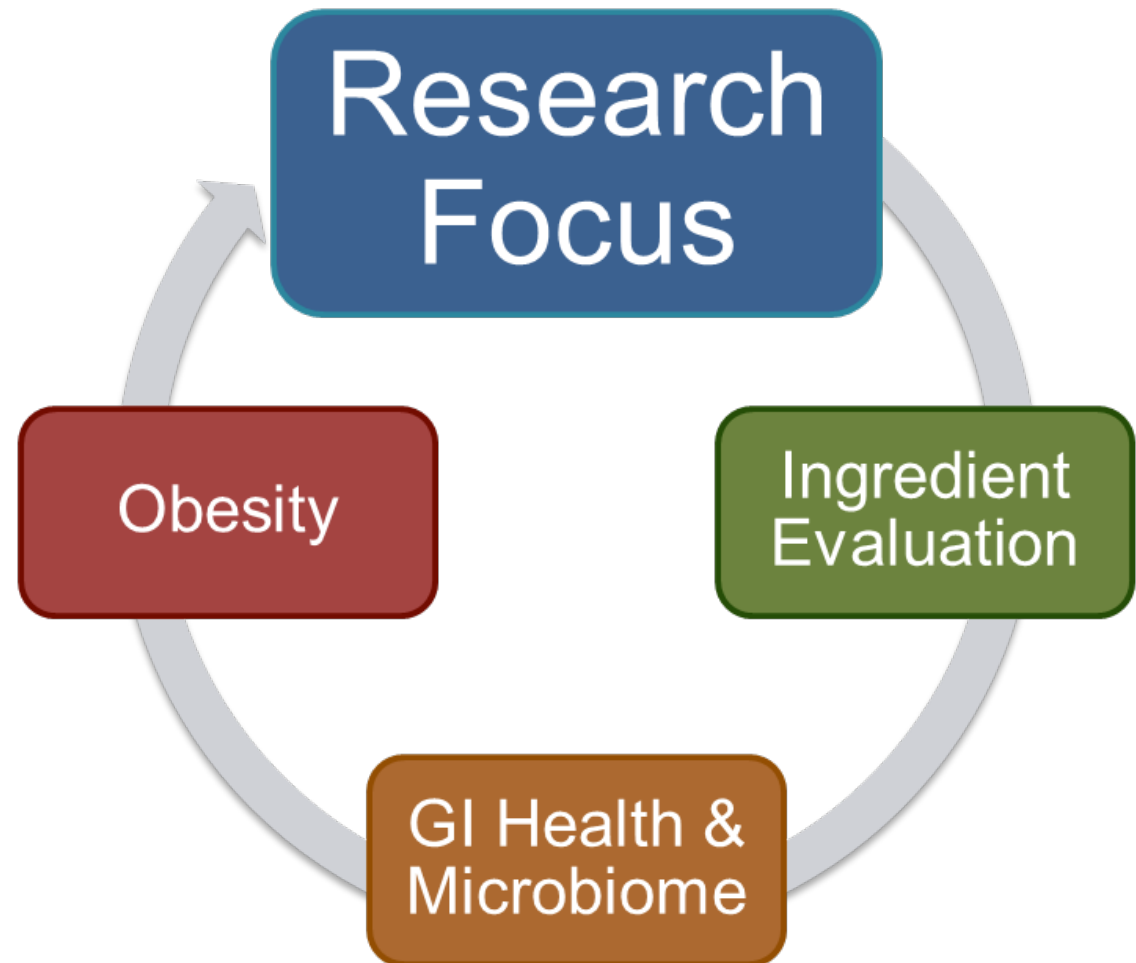 Research
Focus
Ingredient
Evaluation
GI Health &
Microbiome
Obesity